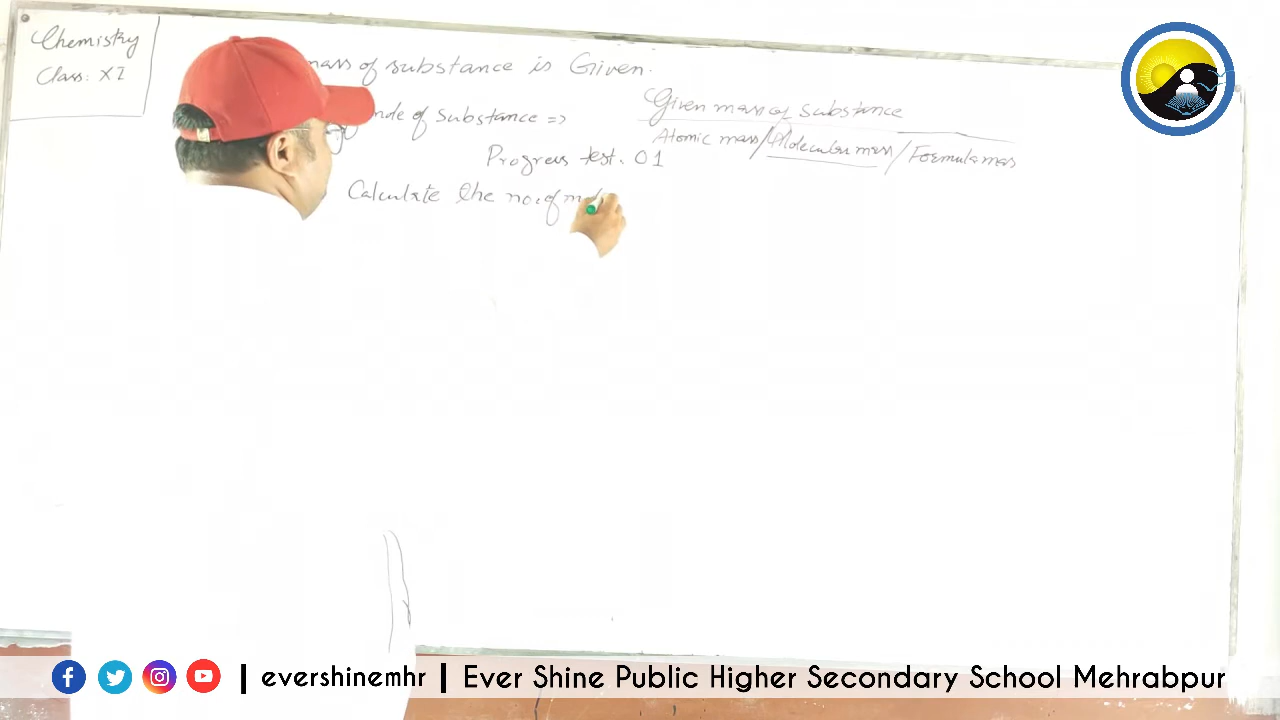 Chemistry
Class: XI
mass of substance is Given.
mole of substance => Given mass of substance
Atomic mass/Molecular mass/Formula mass
Progress test. 01
Calculate the no. of
| evershinemhr | Ever Shine Public Higher Secondary School Mehrabpur